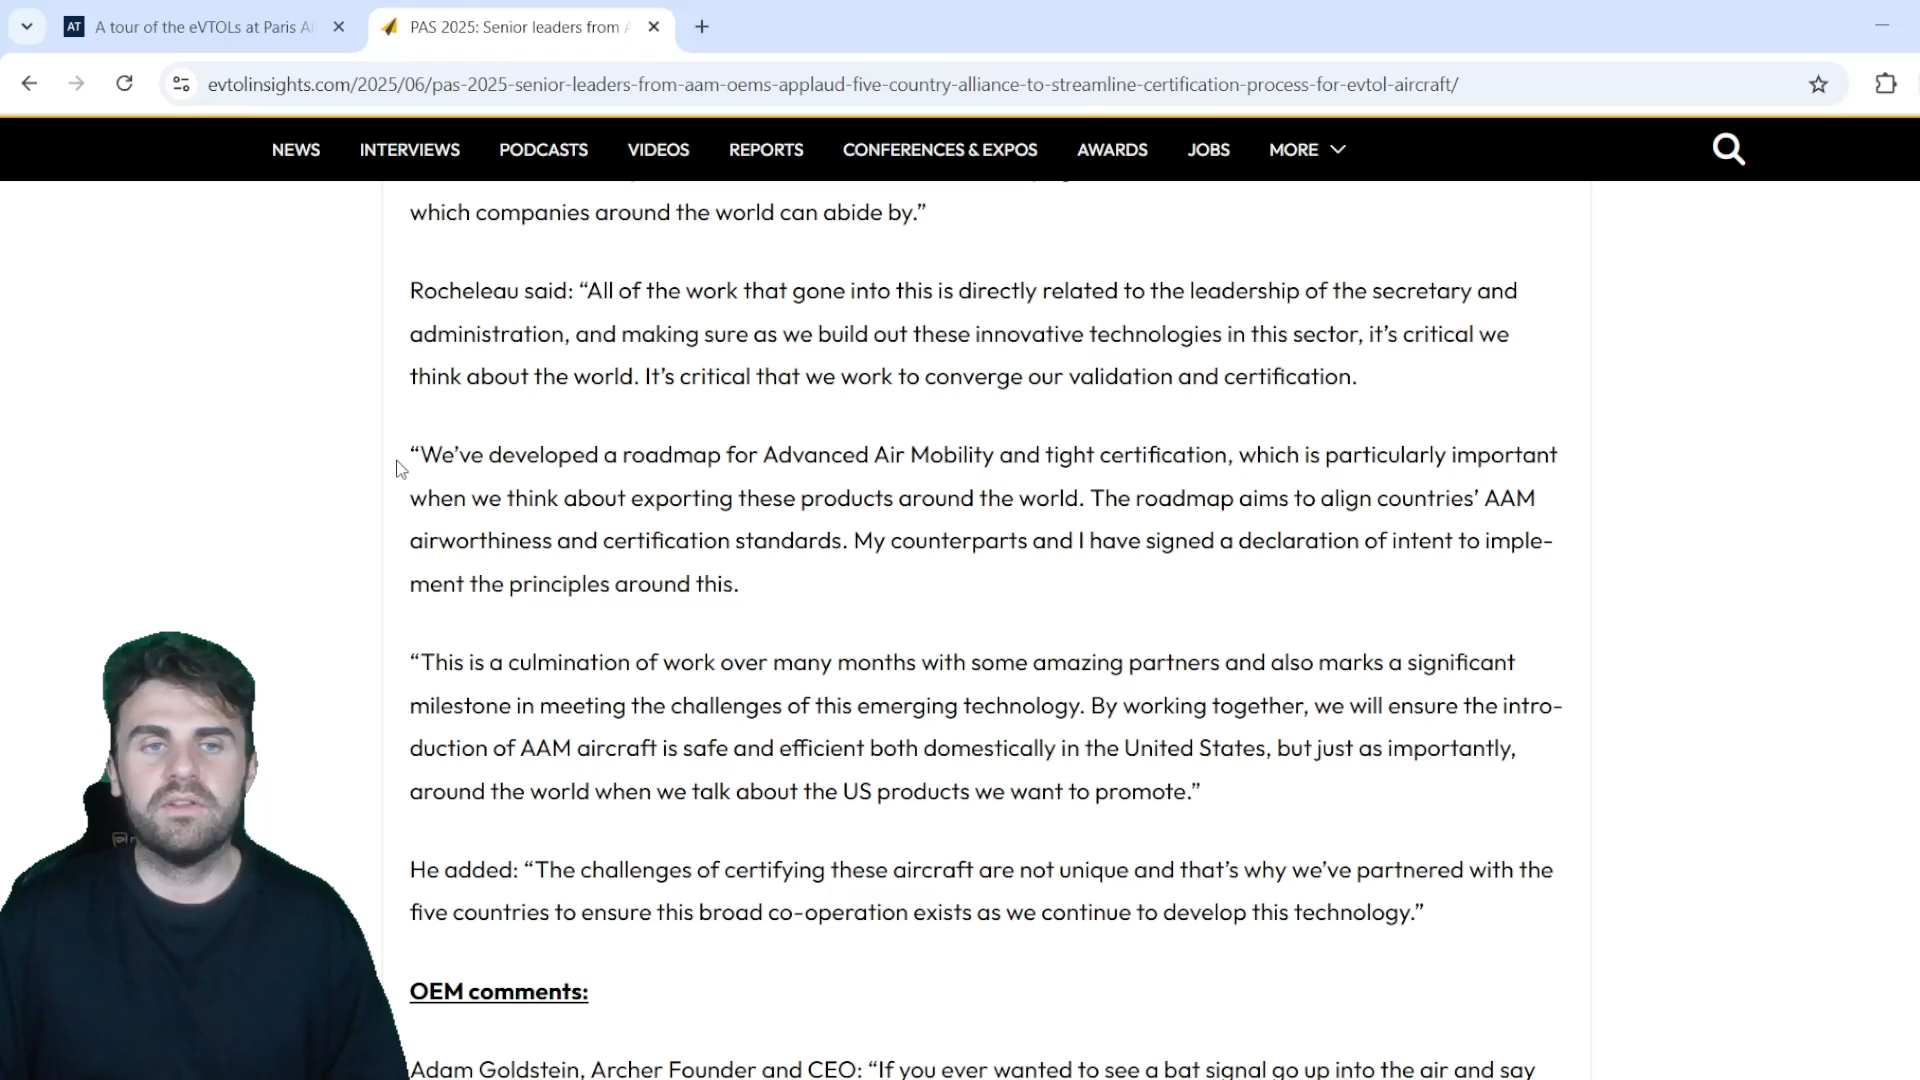 AT A tour of the eVTOLs at Paris Ai
PAS 2025: Senior leaders from A
evtolinsights.com/2025/06/pas-2025-senior-leaders-from-aam-oems-applaud-five-country-alliance-to-streamline-certification-process-for-evtol-aircraft/
NEWS INTERVIEWS PODCASTS VIDEOS REPORTS CONFERENCES & EXPOS AWARDS JOBS MORE
which companies around the world can abide by.”
Rocheleau said: “All of the work that gone into this is directly related to the leadership of the secretary and
administration, and making sure as we build out these innovative technologies in this sector, it’s critical we
think about the world. It’s critical that we work to converge our validation and certification.
“We’ve developed a roadmap for Advanced Air Mobility and tight certification, which is particularly important
when we think about exporting these products around the world. The roadmap aims to align countries’ AAM
airworthiness and certification standards. My counterparts and I have signed a declaration of intent to imple-
ment the principles around this.
“This is a culmination of work over many months with some amazing partners and also marks a significant
milestone in meeting the challenges of this emerging technology. By working together, we will ensure the intro-
duction of AAM aircraft is safe and efficient both domestically in the United States, but just as importantly,
around the world when we talk about the US products we want to promote.”
He added: “The challenges of certifying these aircraft are not unique and that’s why we’ve partnered with the
five countries to ensure this broad co-operation exists as we continue to develop this technology.”
OEM comments:
Adam Goldstein, Archer Founder and CEO: “If you ever wanted to see a bat signal go up into the air and say